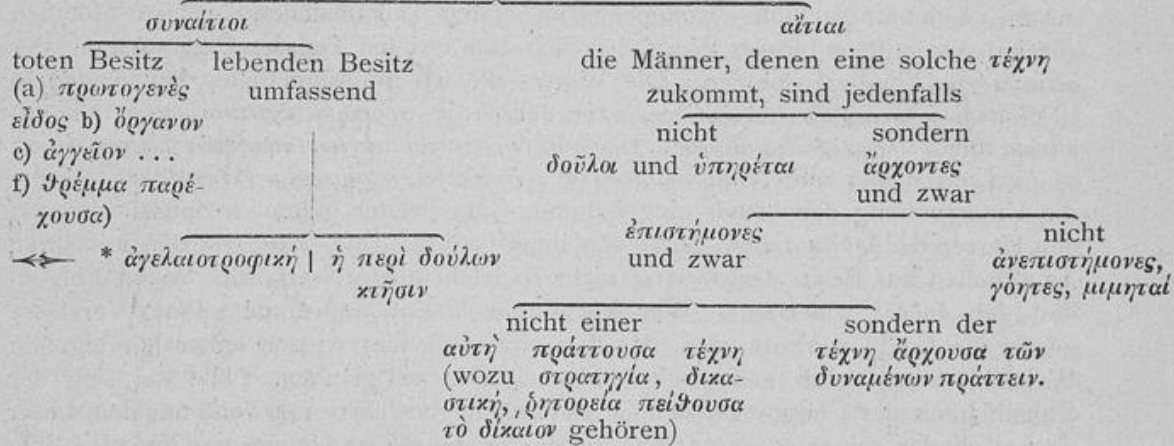 συναίτιοι αἴτιαι
toten Besitz lebenden Besitz die Männer, denen eine solche τέχνη
(a) πρωτογενὲς umfassend zukommt, sind jedenfalls
εἶδος b) ὄργανον nicht sondern
c) ἀγγεῖον . . . δοῦλοι und ὑπηρέται ἄρχοντες
f) θρέμμα παρέ- und zwar
χουσα)
ἐπιστήμονες nicht
* ἀγελαιοτροφικὴ | ἡ περὶ δούλων und zwar ἀνεπιστήμονες,
κτῆσιν γόητες, μιμηταί
nicht einer sondern der
αὐτὴ πράττουσα τέχνη τέχνη ἄρχουσα τῶν
(wozu στρατηγία, δικα- δυναμένων πράττειν.
στική, ῥητορεία πείθουσα
τὸ δίκαιον gehören)